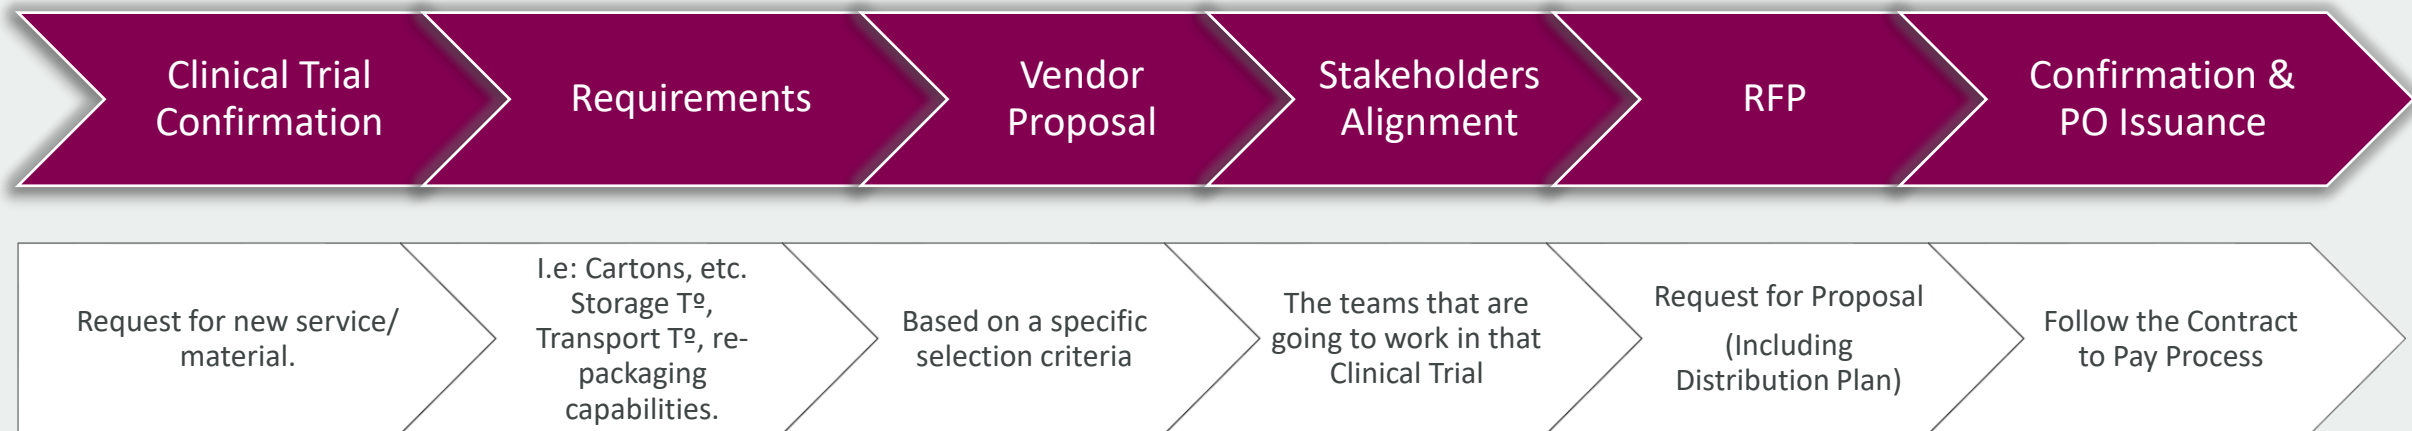 Clinical Trial
Confirmation
Requirements
Vendor
Proposal
Stakeholders
Alignment
RFP
Confirmation &
PO Issuance
Request for new service/
material.
I.e: Cartons, etc.
Storage Tº,
Transport Tº, re-
packaging
capabilities.
Based on a specific
selection criteria
The teams that are
going to work in that
Clinical Trial
Request for Proposal
(Including
Distribution Plan)
Follow the Contract
to Pay Process